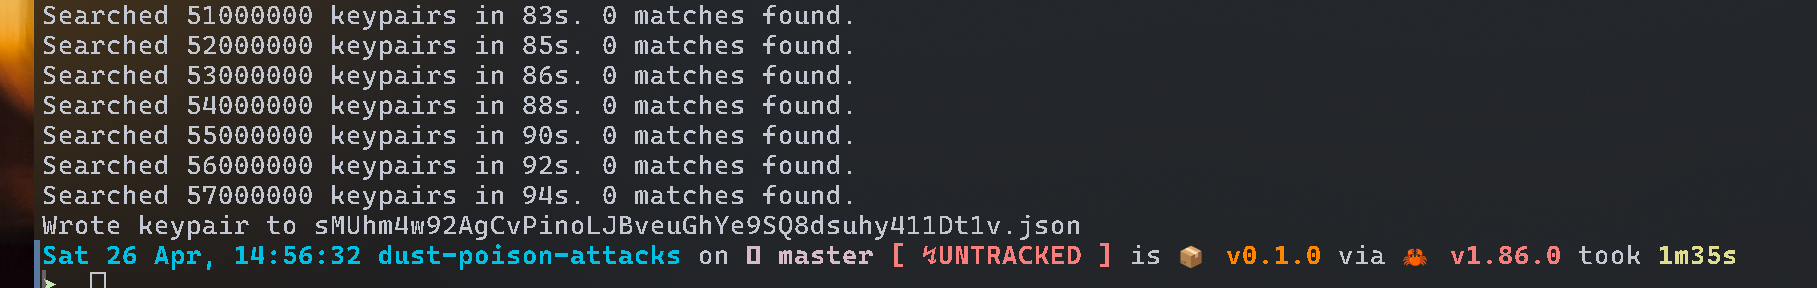 Searched 51000000 keypairs in 83s. 0 matches found.
Searched 52000000 keypairs in 85s. 0 matches found.
Searched 53000000 keypairs in 86s. 0 matches found.
Searched 54000000 keypairs in 88s. 0 matches found.
Searched 55000000 keypairs in 90s. 0 matches found.
Searched 56000000 keypairs in 92s. 0 matches found.
Searched 57000000 keypairs in 94s. 0 matches found.
Wrote keypair to sMUhm4w92AgCvPinoLJBveuGhYe9SQ8dsuhy411Dt1v.json
Sat 26 Apr, 14:56:32 dust-poison-attacks on master [ ↯UNTRACKED ] is 📦 v0.1.0 via 🦀 v1.86.0 took 1m35s
➤